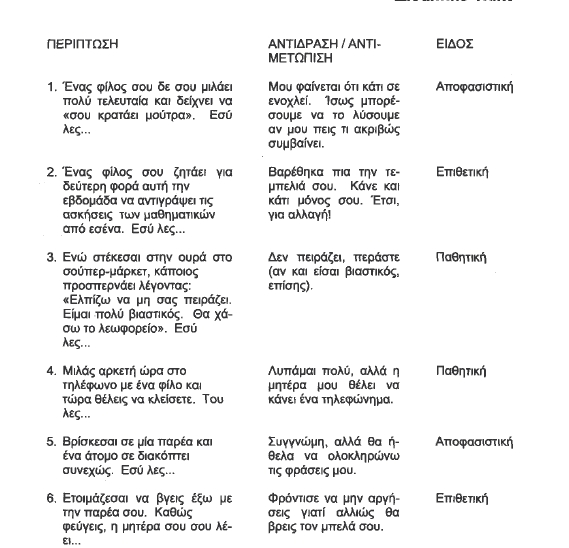 ΠΕΡΙΠΤΩΣΗ
ΑΝΤΙΔΡΑΣΗ / ΑΝΤΙ-
ΜΕΤΩΠΙΣΗ
ΕΙΔΟΣ
1. Ένας φίλος σου δε σου μιλάει
πολύ τελευταία και δείχνει να
«σου κρατάει μούτρα». Εσύ
λες...
Μου φαίνεται ότι κάτι σε
ενοχλεί. Ίσως μπορέ-
σουμε να το λύσουμε
αν μου πεις τι ακριβώς
συμβαίνει.
Αποφασιστική
2. Ένας φίλος σου ζητάει για
δεύτερη φορά αυτή την
εβδομάδα να αντιγράψει τις
ασκήσεις των μαθηματικών
από εσένα. Εσύ λες...
Βαρέθηκα πια την τε-
μπελιά σου. Κάνε και
κάτι μόνος σου. Έτσι,
για αλλαγή!
Επιθετική
3. Ενώ στέκεσαι στην ουρά στο
σούπερ-μάρκετ, κάποιος
προσπερνάει λέγοντας:
«Ελπίζω να μη σας πειράζει.
Είμαι πολύ βιαστικός. Θα χά-
σω το λεωφορείο». Εσύ
λες...
Δεν πειράζει, περάστε
(αν και είσαι βιαστικός,
επίσης).
Παθητική
4. Μιλάς αρκετή ώρα στο
τηλέφωνο με ένα φίλο και
τώρα θέλεις να κλείσετε. Του
λες...
Λυπάμαι πολύ, αλλά η
μητέρα μου θέλει να
κάνει ένα τηλεφώνημα.
Παθητική
5. Βρίσκεσαι σε μία παρέα και
ένα άτομο σε διακόπτει
συνεχώς. Εσύ λες...
Συγγνώμη, αλλά θα ή-
θελα να ολοκληρώνω
τις φράσεις μου.
Αποφασιστική
6. Ετοιμάζεσαι να βγεις έξω με
την παρέα σου. Καθώς
φεύγεις, η μητέρα σου σου λέ-
ει...
Φρόντισε να μην αργή-
σεις γιατί αλλιώς θα
βρεις τον μπελά σου.
Επιθετική